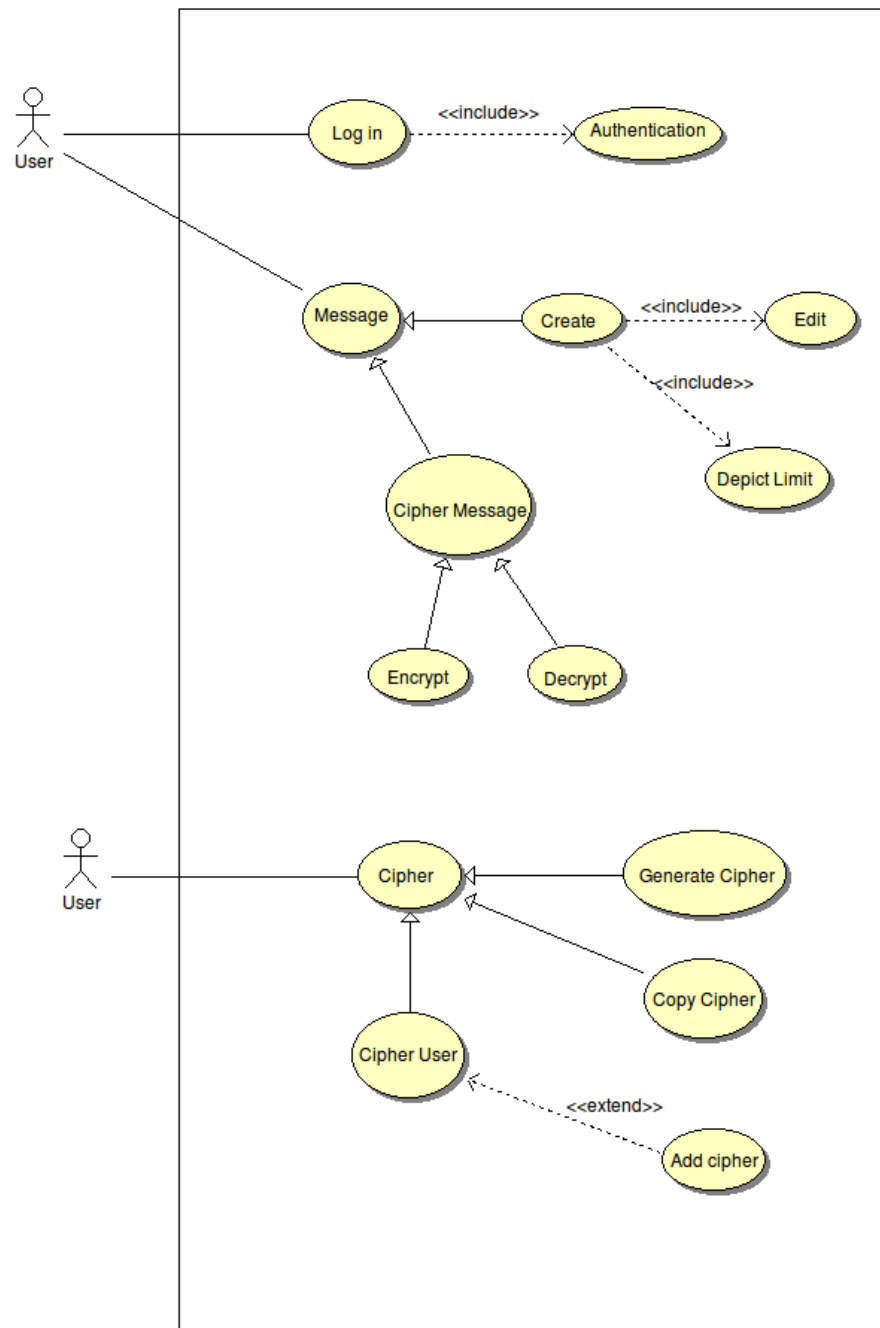 <<include>>
Log in
Authentication
User
<<include>>
Message
Create
Edit
<<include>>
Depict Limit
Cipher Message
Encrypt
Decrypt
Cipher
Generate Cipher
User
Copy Cipher
Cipher User
<<extend>>
Add cipher